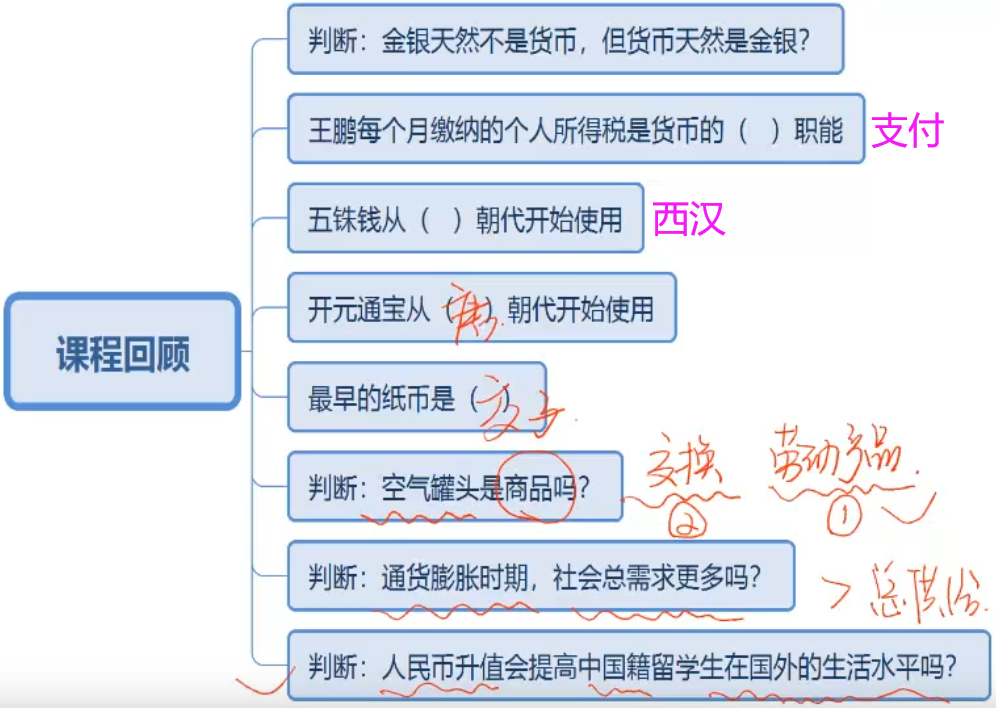 判断：金银天然不是货币，但货币天然是金银？
王鹏每个月缴纳的个人所得税是货币的（ ）职能 支付
五铢钱从（ ）朝代开始使用 西汉
开元通宝从（唐）朝代开始使用
课程回顾
最早的纸币是（交子）
判断：空气罐头是商品吗？ 交换 劳动产品.
② ①
判断：通货膨胀时期，社会总需求更多吗？ > 总供给.
判断：人民币升值会提高中国籍留学生在国外的生活水平吗？